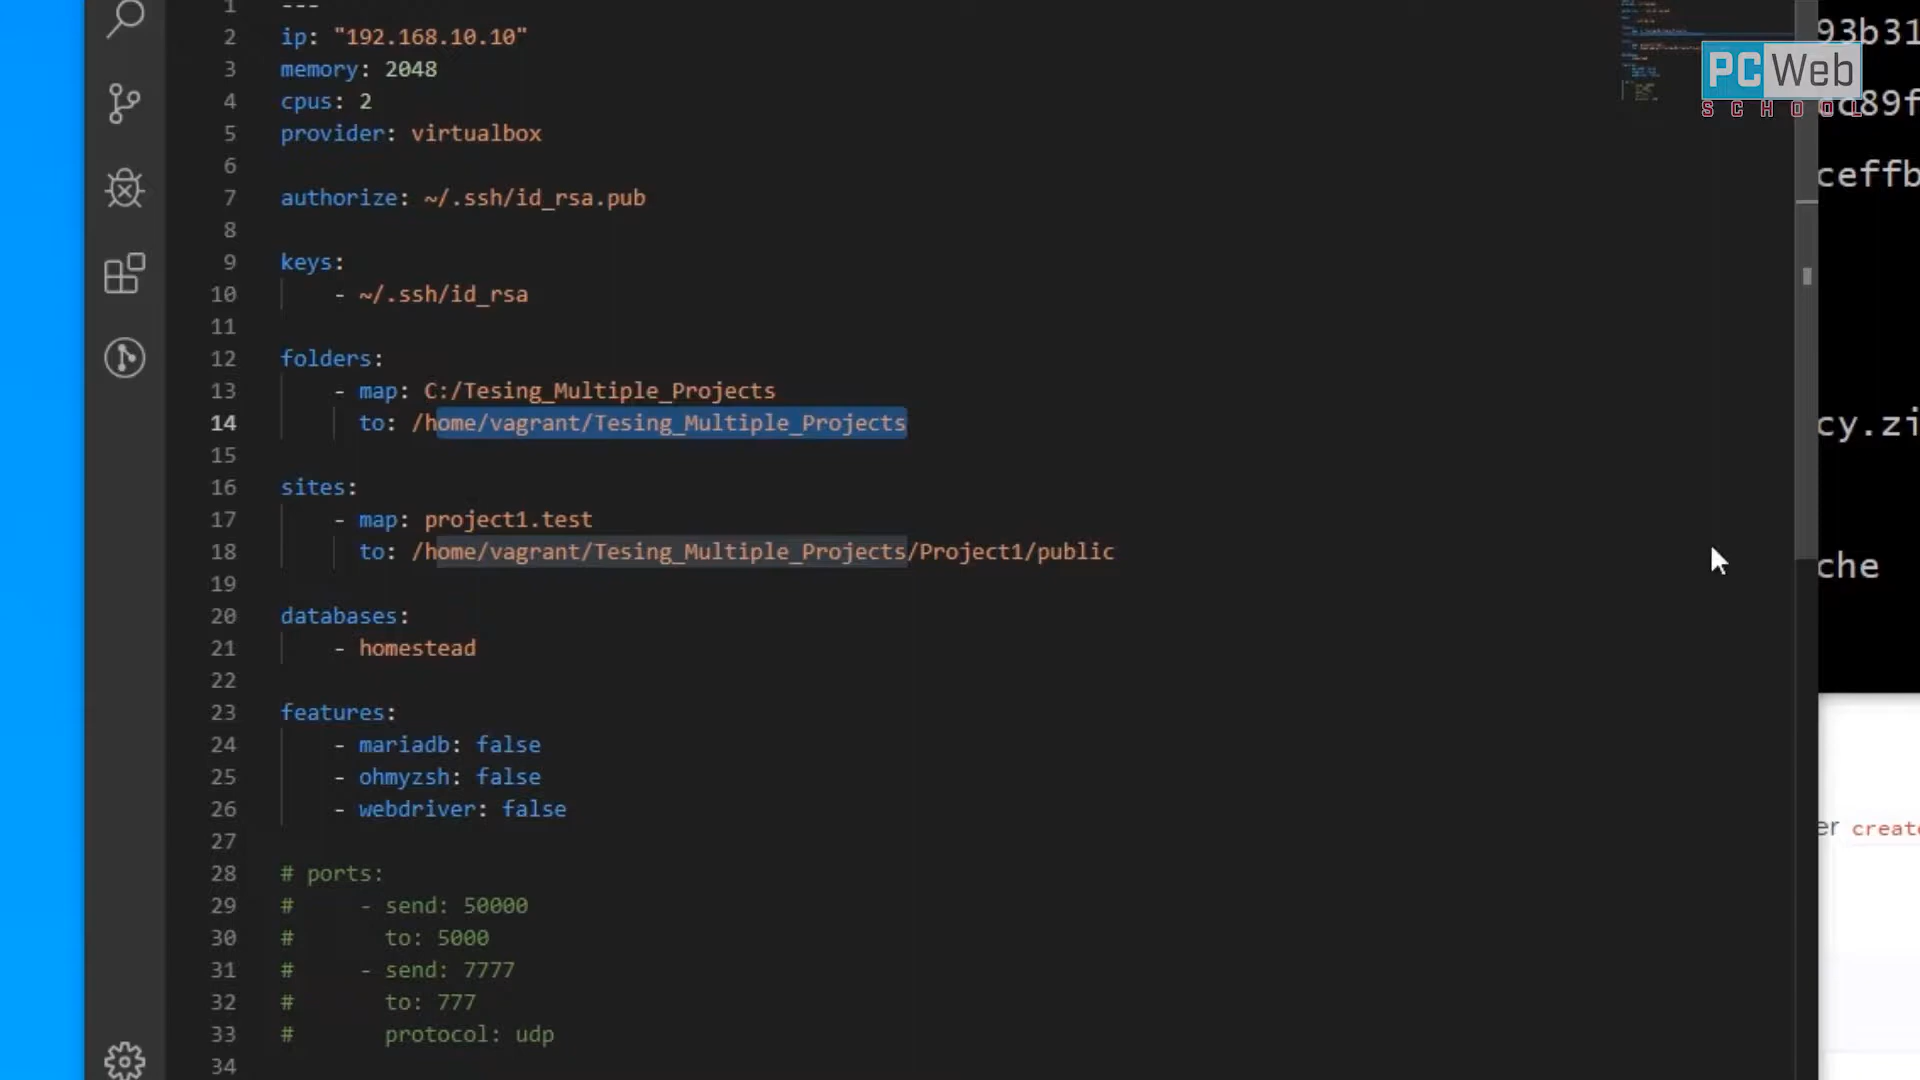 1 ---
2 ip: "192.168.10.10"
3 memory: 2048
4 cpus: 2
5 provider: virtualbox
6
7 authorize: ~/.ssh/id_rsa.pub
8
9 keys:
10 - ~/.ssh/id_rsa
11
12 folders:
13 - map: C:/Tesing_Multiple_Projects
14 to: /home/vagrant/Tesing_Multiple_Projects
15
16 sites:
17 - map: project1.test
18 to: /home/vagrant/Tesing_Multiple_Projects/Project1/public
19
20 databases:
21 - homestead
22
23 features:
24 - mariadb: false
25 - ohmyzsh: false
26 - webdriver: false
27
28 # ports:
29 # - send: 50000
30 # to: 5000
31 # - send: 7777
32 # to: 777
33 # protocol: udp
34
93b31
PCWeb
SCHOOL
c89f
ceffb
cy.zi
che
er create